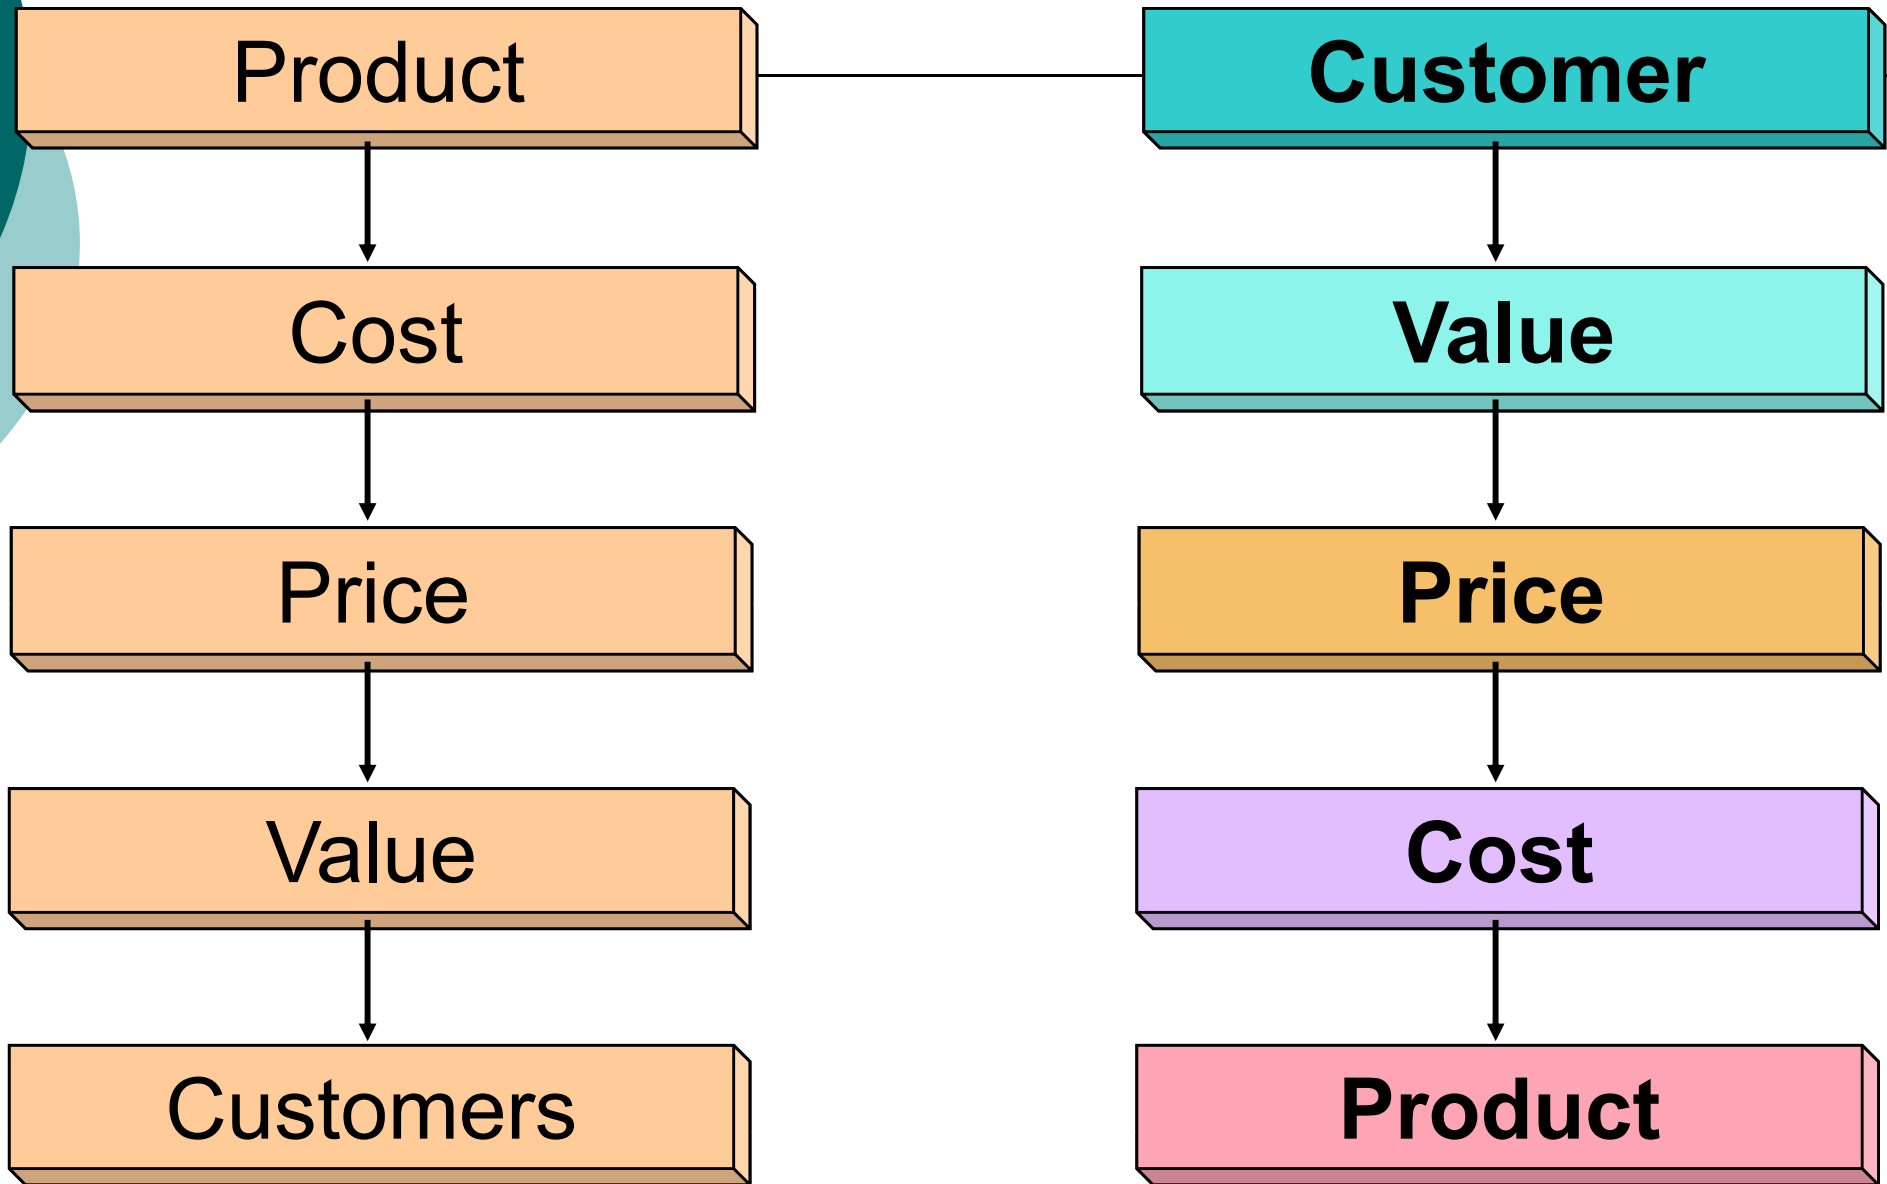 Product
Cost
Price
Value
Customers
Customer
Value
Price
Cost
Product